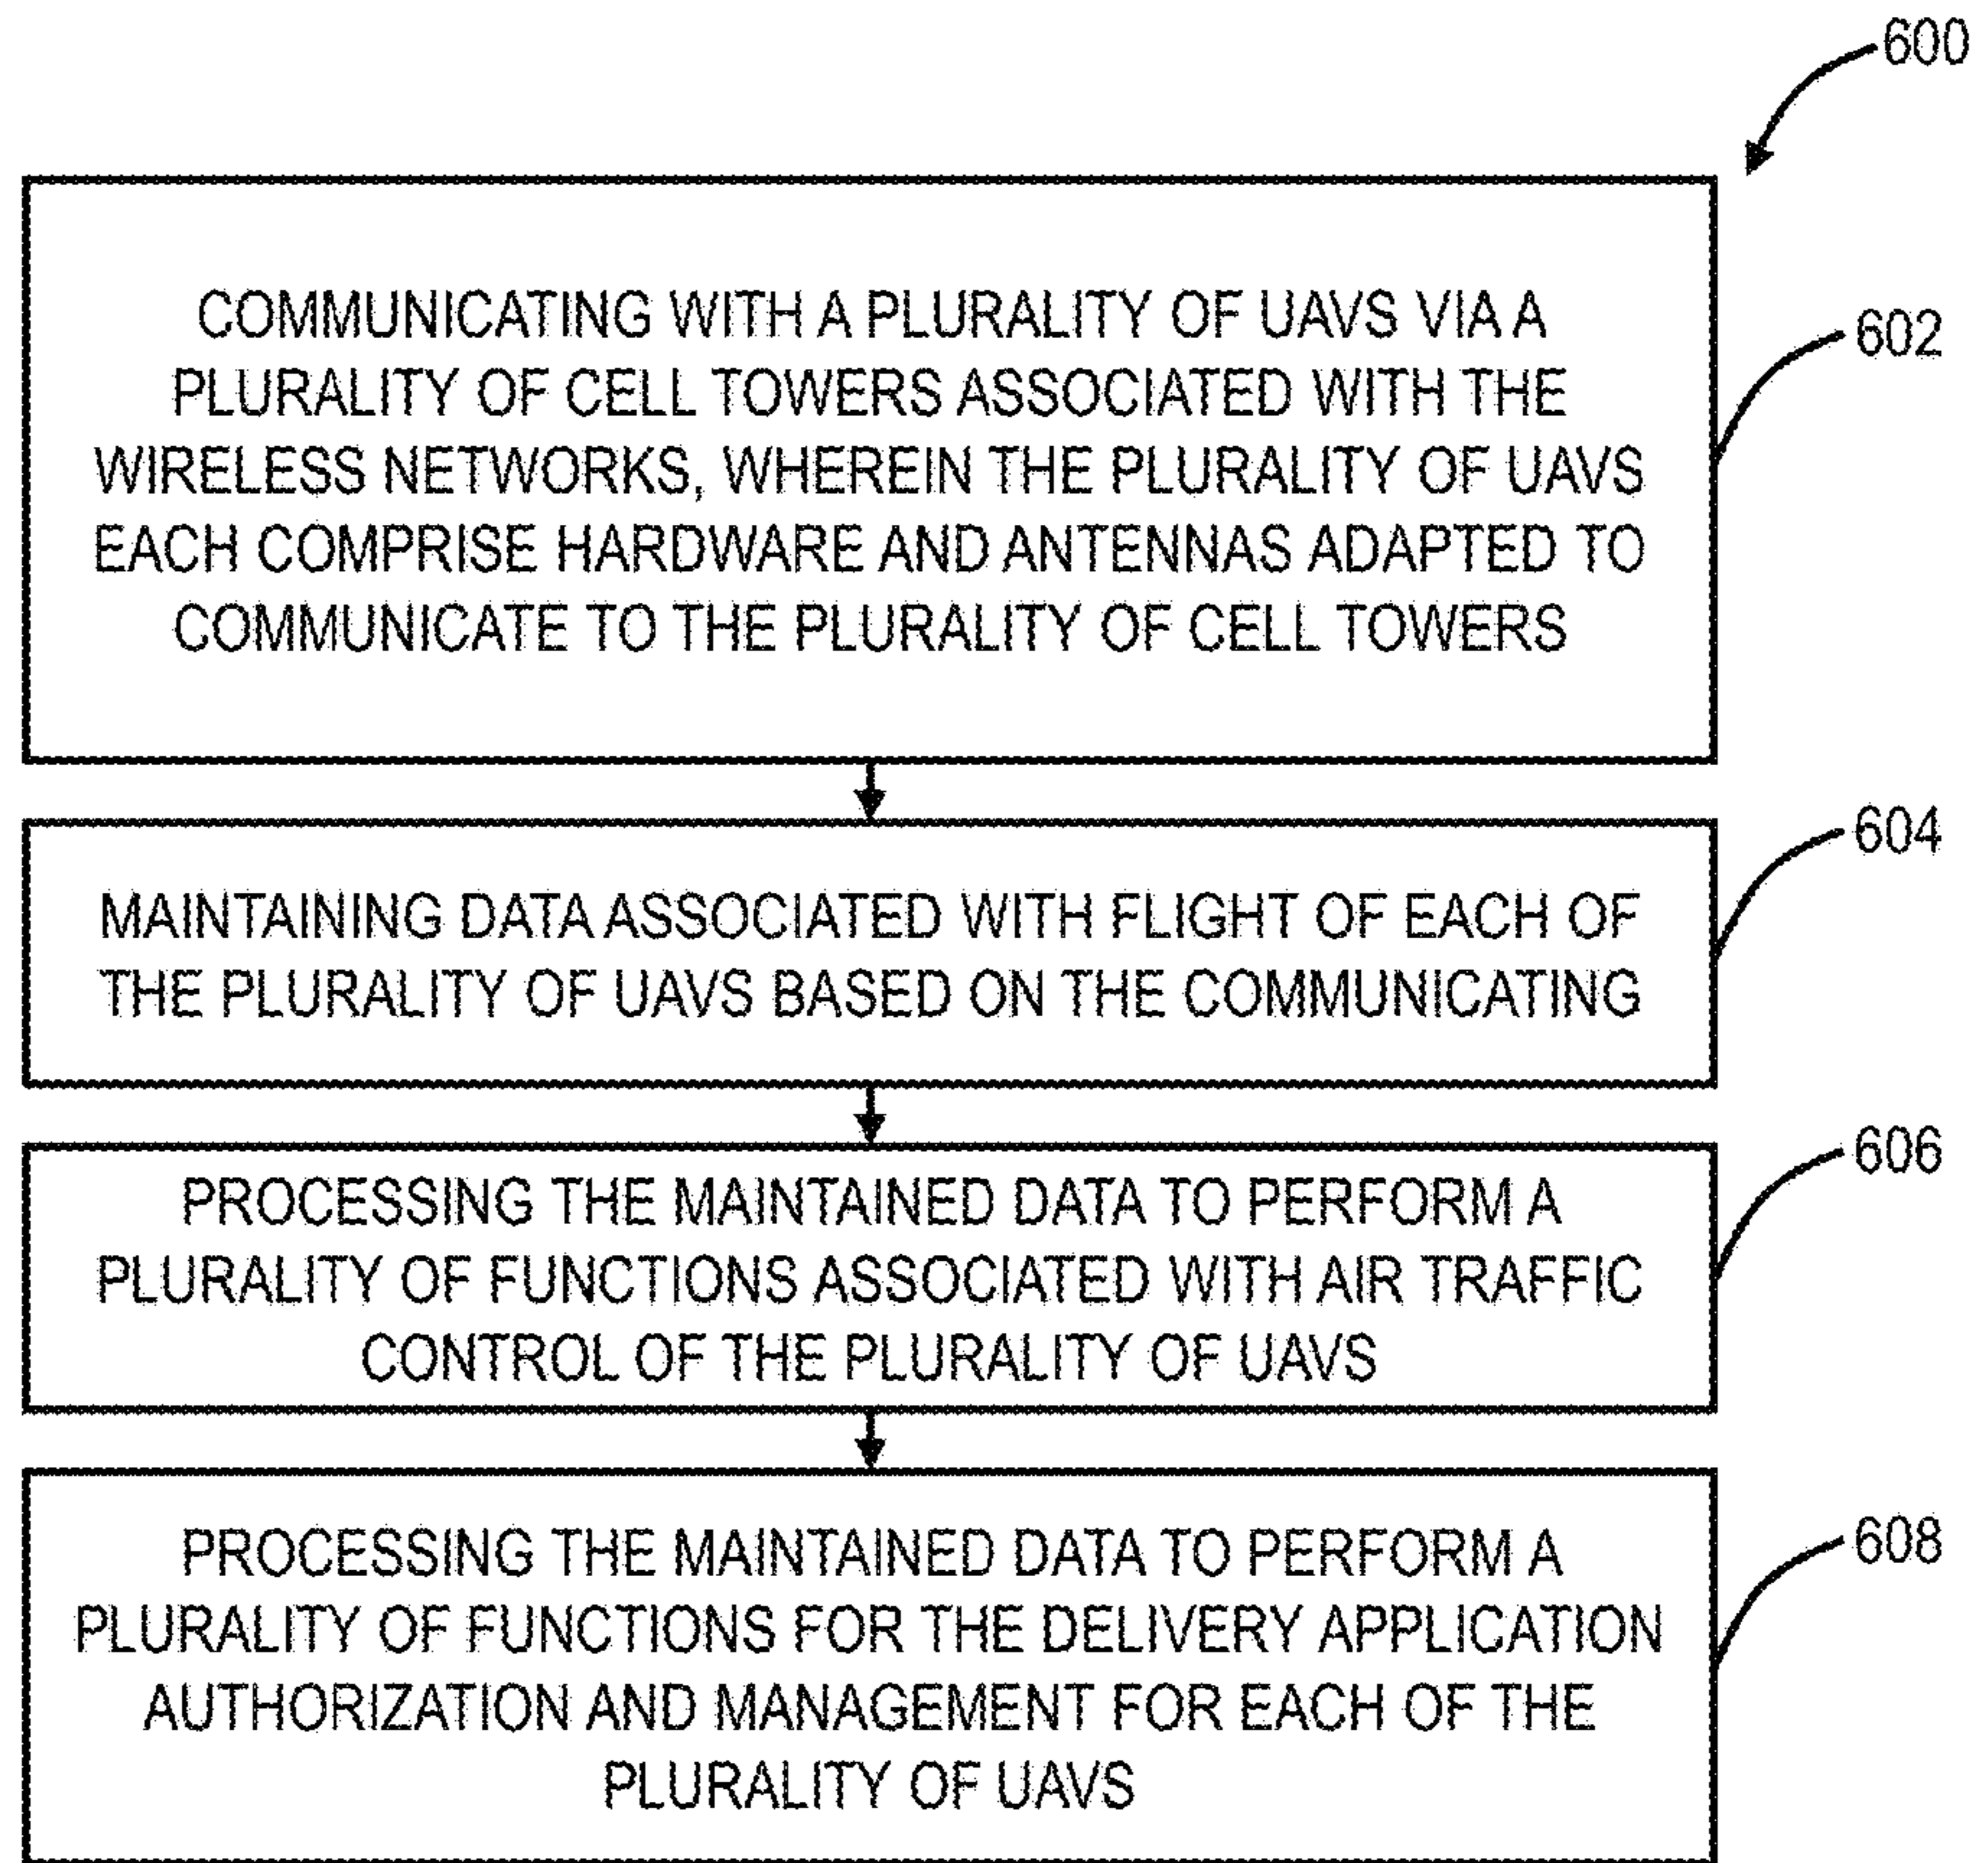 600
COMMUNICATING WITH A PLURALITY OF UAVS VIA A
PLURALITY OF CELL TOWERS ASSOCIATED WITH THE
WIRELESS NETWORKS, WHEREIN THE PLURALITY OF UAVS
EACH COMPRISE HARDWARE AND ANTENNAS ADAPTED TO
COMMUNICATE TO THE PLURALITY OF CELL TOWERS
602
MAINTAINING DATA ASSOCIATED WITH FLIGHT OF EACH OF
THE PLURALITY OF UAVS BASED ON THE COMMUNICATING
604
PROCESSING THE MAINTAINED DATA TO PERFORM A
PLURALITY OF FUNCTIONS ASSOCIATED WITH AIR TRAFFIC
CONTROL OF THE PLURALITY OF UAVS
606
PROCESSING THE MAINTAINED DATA TO PERFORM A
PLURALITY OF FUNCTIONS FOR THE DELIVERY APPLICATION
AUTHORIZATION AND MANAGEMENT FOR EACH OF THE
PLURALITY OF UAVS
608